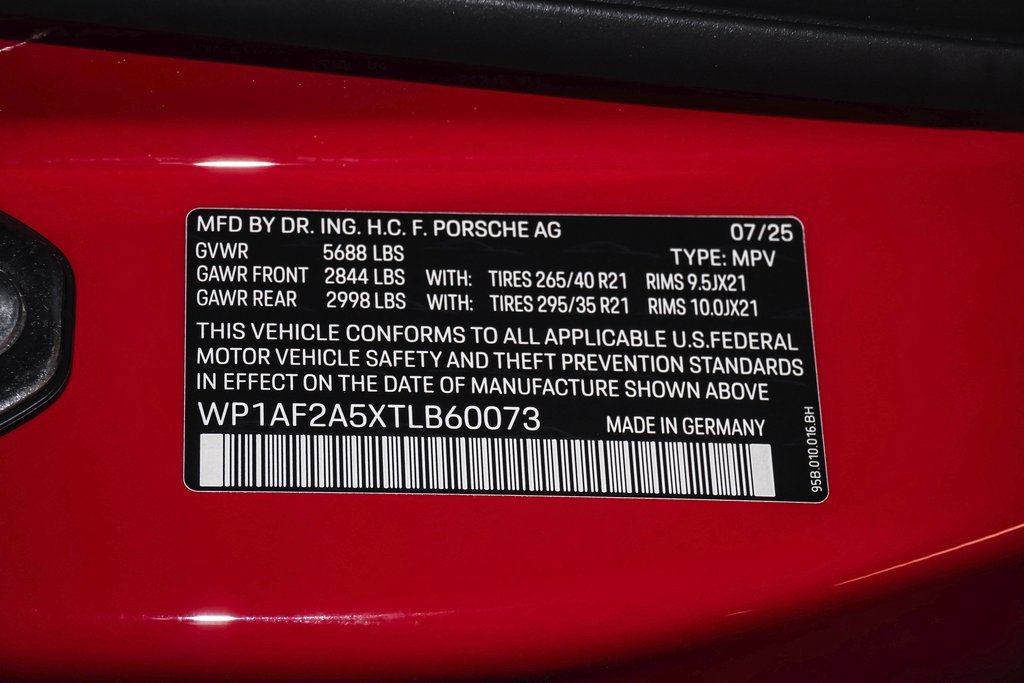 MFD BY DR. ING. H.C. F. PORSCHE AG 07/25
GVWR 5688 LBS TYPE: MPV
GAWR FRONT 2844 LBS WITH: TIRES 265/40 R21 RIMS 9.5JX21
GAWR REAR 2998 LBS WITH: TIRES 295/35 R21 RIMS 10.0JX21
THIS VEHICLE CONFORMS TO ALL APPLICABLE U.S.FEDERAL
MOTOR VEHICLE SAFETY AND THEFT PREVENTION STANDARDS
IN EFFECT ON THE DATE OF MANUFACTURE SHOWN ABOVE
WP1AF2A5XTLB60073 MADE IN GERMANY
95B.010.016.BH